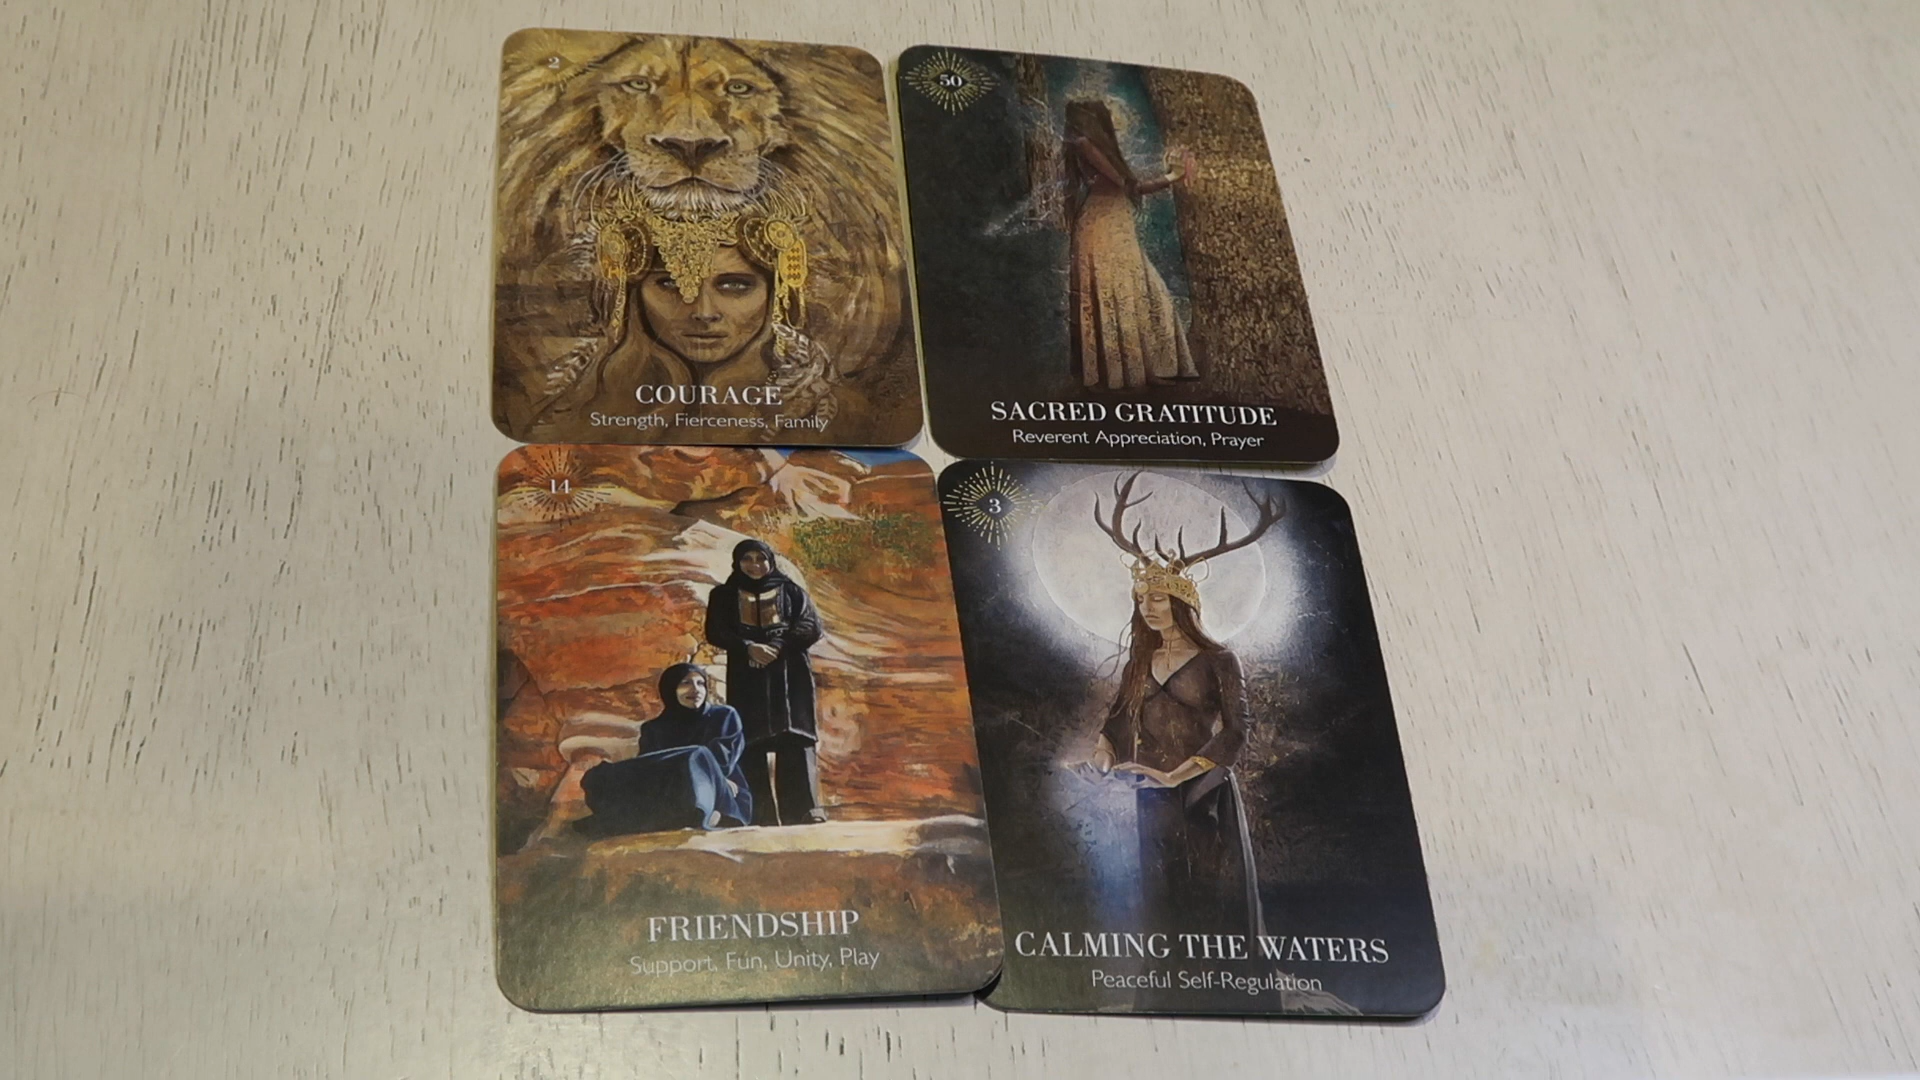 2
COURAGE
Strength, Fierceness, Family
50
SACRED GRATITUDE
Reverent Appreciation, Prayer
14
FRIENDSHIP
Support, Fun, Unity, Play
3
CALMING THE WATERS
Peaceful Self-Regulation